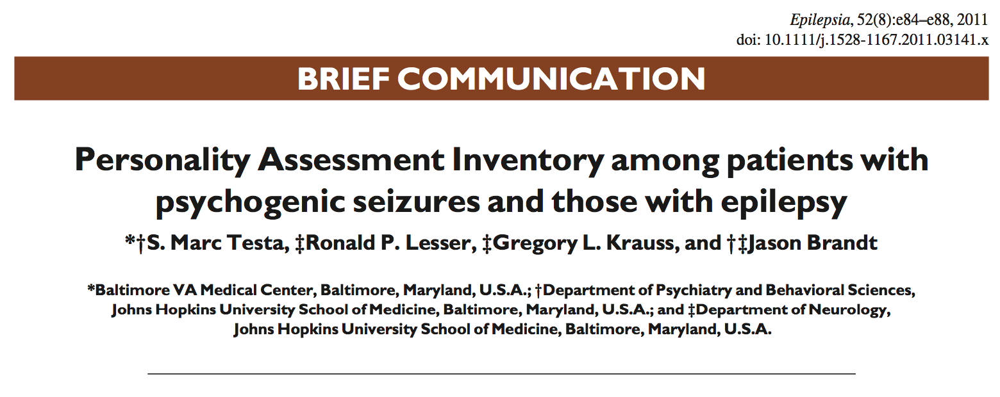 Epilepsia, 52(8):e84–e88, 2011
doi: 10.1111/j.1528-1167.2011.03141.x
BRIEF COMMUNICATION
Personality Assessment Inventory among patients with
psychogenic seizures and those with epilepsy
*†S. Marc Testa, ‡Ronald P. Lesser, ‡Gregory L. Krauss, and †‡Jason Brandt
*Baltimore VA Medical Center, Baltimore, Maryland, U.S.A.; †Department of Psychiatry and Behavioral Sciences,
Johns Hopkins University School of Medicine, Baltimore, Maryland, U.S.A.; and ‡Department of Neurology,
Johns Hopkins University School of Medicine, Baltimore, Maryland, U.S.A.